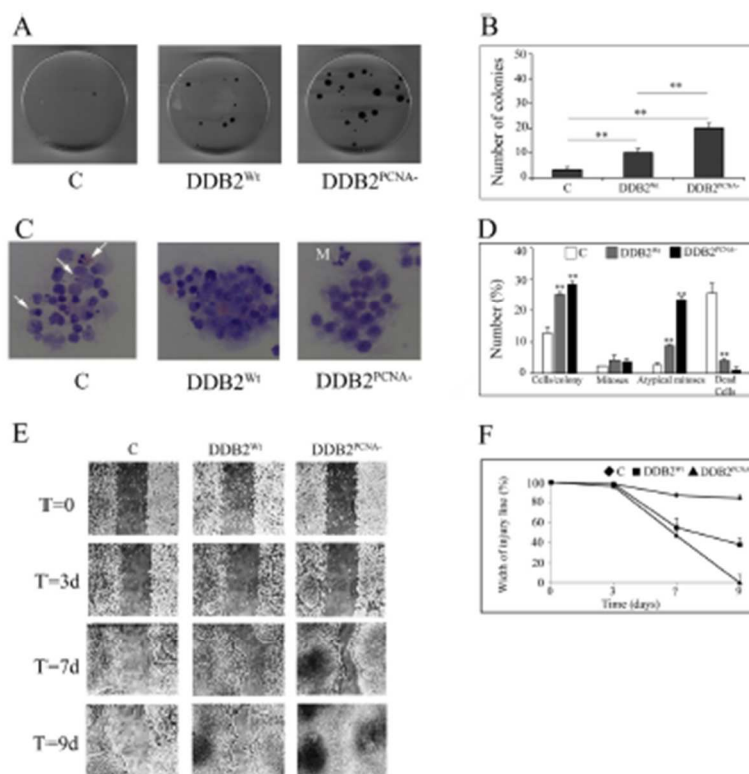 A
C
DDB2Wt
DDB2PCNA-
B
Number of colonies
50
40
30
20
10
0
**
**
**
C
DDB2Wt
DDB2PCNA-
C
M
C
DDB2Wt
DDB2PCNA-
D
C DDB2Wt DDB2PCNA-
Number (%)
40
30
20
10
0
** **
** **
**
Cells/colony Mitoses Atypical mitoses Dead Cells
E
C DDB2Wt DDB2PCNA-
T=0
T=3d
T=7d
T=9d
F
C DDB2Wt DDB2PCNA
Width of injury line (%)
100
80
60
40
20
0
0 3 7 9
Time (days)